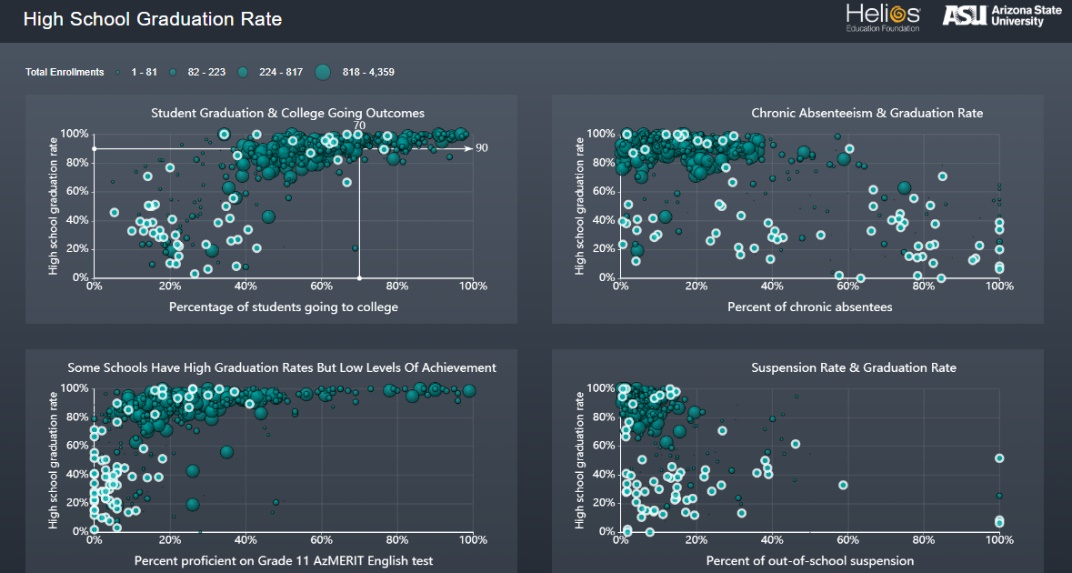 High School Graduation Rate
Helios
Education Foundation
ASU Arizona State
University
Total Enrollments 1 - 81 82 - 223 224 - 817 818 - 4,359
Student Graduation & College Going Outcomes
70
90
High school graduation rate
100%
80%
60%
40%
20%
0%
0% 20% 40% 60% 80% 100%
Percentage of students going to college
Chronic Absenteeism & Graduation Rate
High school graduation rate
100%
80%
60%
40%
20%
0%
0% 20% 40% 60% 80% 100%
Percent of chronic absentees
Some Schools Have High Graduation Rates But Low Levels Of Achievement
High school graduation rate
100%
80%
60%
40%
20%
0%
0% 20% 40% 60% 80% 100%
Percent proficient on Grade 11 AzMERIT English test
Suspension Rate & Graduation Rate
High school graduation rate
100%
80%
60%
40%
20%
0%
0% 20% 40% 60% 80% 100%
Percent of out-of-school suspension